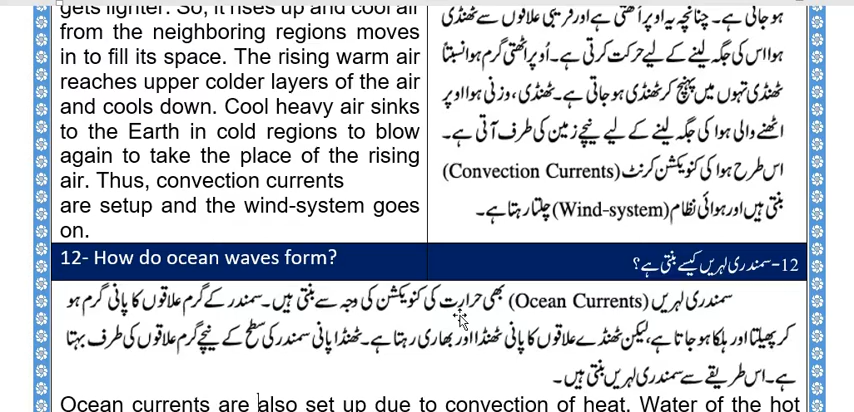 gets lighter. So, it rises up and cool air
from the neighboring regions moves
in to fill its space. The rising warm air
reaches upper colder layers of the air
and cools down. Cool heavy air sinks
to the Earth in cold regions to blow
again to take the place of the rising
air. Thus, convection currents
are setup and the wind-system goes
on.
ہو جاتی ہے۔ چنانچہ یہ اوپر اُٹھتی ہے اور قریبی علاقوں سے ٹھنڈی
ہوا اس کی جگہ لینے کے لیے حرکت کرتی ہے۔ اُوپر اٹھتی گرم ہوا نسبتاً
ٹھنڈی تہوں میں پہنچ کر ٹھنڈی ہو جاتی ہے۔ ٹھنڈی، وزنی ہوا اوپر
اٹھنے والی ہوا کی جگہ لینے کے لیے نیچے زمین کی طرف آتی ہے۔
اس طرح ہوا کی کنویکشن کرنٹ (Convection Currents)
بنتی ہیں اور ہوائی نظام (Wind-system) چلتا رہتا ہے۔
12- How do ocean waves form?
12- سمندری لہریں کیسے بنتی ہے؟
سمندری لہریں (Ocean Currents) بھی حرارت کی کنویکشن کی وجہ سے بنتی ہیں۔ سمندر کے گرم علاقوں کا پانی گرم ہو
کر پھیلتا اور ہلکا ہو جاتا ہے، لیکن ٹھنڈے علاقوں کا پانی ٹھنڈا اور بھاری رہتا ہے۔ ٹھنڈا پانی سمندر کی سطح کے نیچے گرم علاقوں کی طرف بہتا
ہے۔ اس طریقے سے سمندری لہریں بنتی ہیں۔
Ocean currents are also set up due to convection of heat. Water of the hot